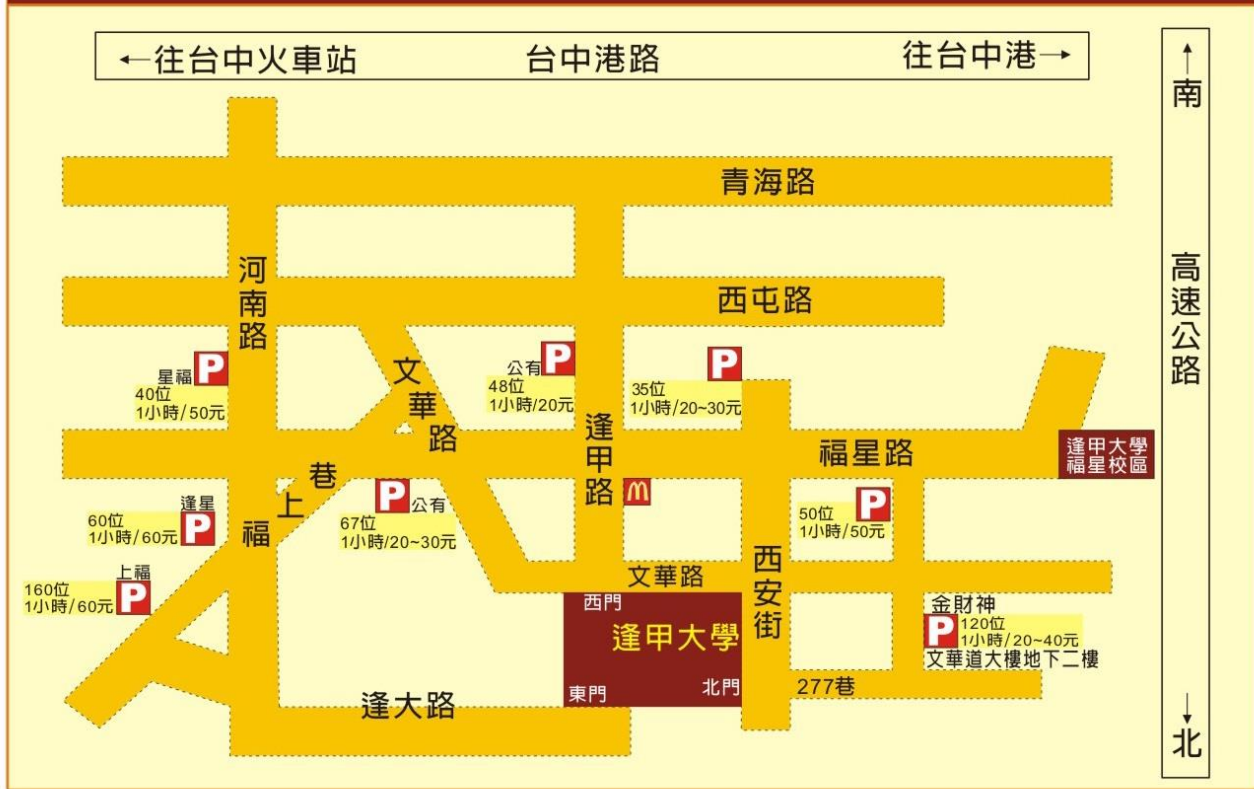 ←往台中火車站
台中港路
往台中港→
↑南
高速公路
↓北
青海路
河南路
西屯路
星福
P
40位
1小時/50元
文華路
公有
P
48位
1小時/20元
P
35位
1小時/20~30元
逢甲路
福星路
逢甲大學
福星校區
福上巷
逢星
P
60位
1小時/60元
P
公有
67位
1小時/20~30元
M
P
50位
1小時/50元
上福
P
160位
1小時/60元
文華路
西安街
西門
逢甲大學
東門
北門
金財神
P
120位
1小時/20~40元
文華道大樓地下二樓
277巷
逢大路